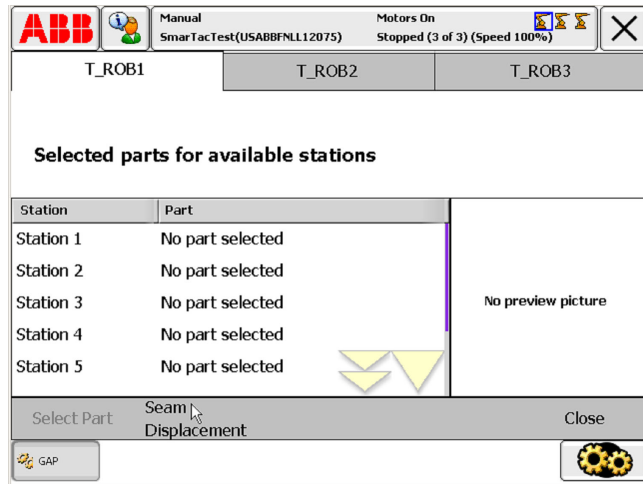 ABB
Manual
Motors On
SmarTacTest(USABBFNLL12075)
Stopped (3 of 3) (Speed 100%)
T_ROB1
T_ROB2
T_ROB3
Selected parts for available stations
Station
Part
Station 1
No part selected
Station 2
No part selected
Station 3
No part selected
Station 4
No part selected
Station 5
No part selected
No preview picture
Select Part
Seam
Displacement
Close
GAP